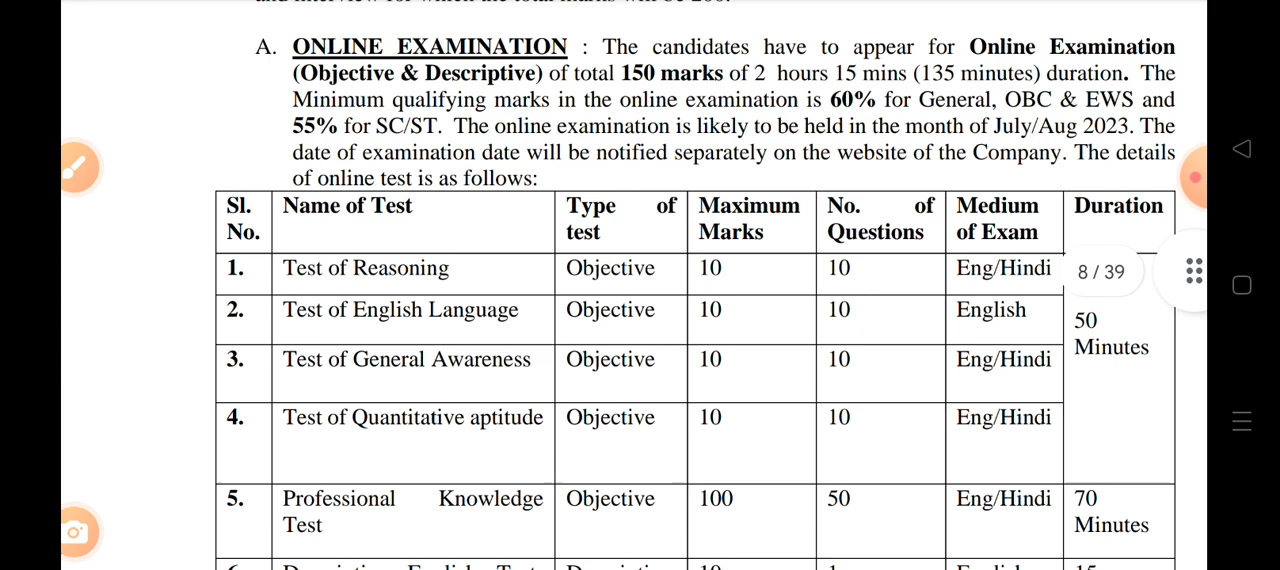 A. ONLINE EXAMINATION : The candidates have to appear for Online Examination
(Objective & Descriptive) of total 150 marks of 2 hours 15 mins (135 minutes) duration. The
Minimum qualifying marks in the online examination is 60% for General, OBC & EWS and
55% for SC/ST. The online examination is likely to be held in the month of July/Aug 2023. The
date of examination date will be notified separately on the website of the Company. The details
of online test is as follows:
Sl. No. Name of Test Type of test Maximum Marks No. of Questions Medium of Exam Duration
1. Test of Reasoning Objective 10 10 Eng/Hindi
8 / 39
2. Test of English Language Objective 10 10 English 50 Minutes
3. Test of General Awareness Objective 10 10 Eng/Hindi
4. Test of Quantitative aptitude Objective 10 10 Eng/Hindi
5. Professional Knowledge Test Objective 100 50 Eng/Hindi 70 Minutes